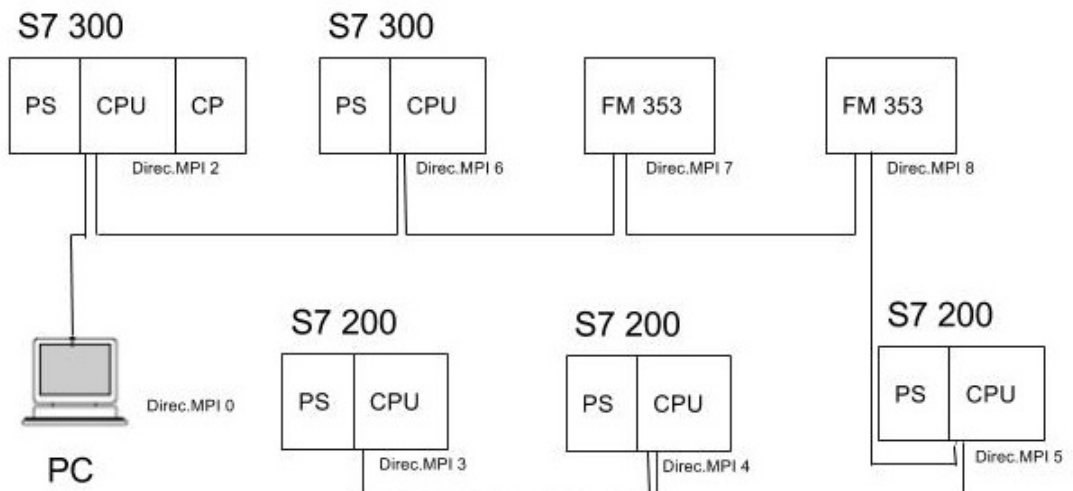 S7 300
S7 300
PS CPU CP
PS CPU
FM 353
FM 353
Direc.MPI 2
Direc.MPI 6
Direc.MPI 7
Direc.MPI 8
S7 200
S7 200
S7 200
PS CPU
PS CPU
PS CPU
Direc.MPI 0
Direc.MPI 3
Direc.MPI 4
Direc.MPI 5
PC